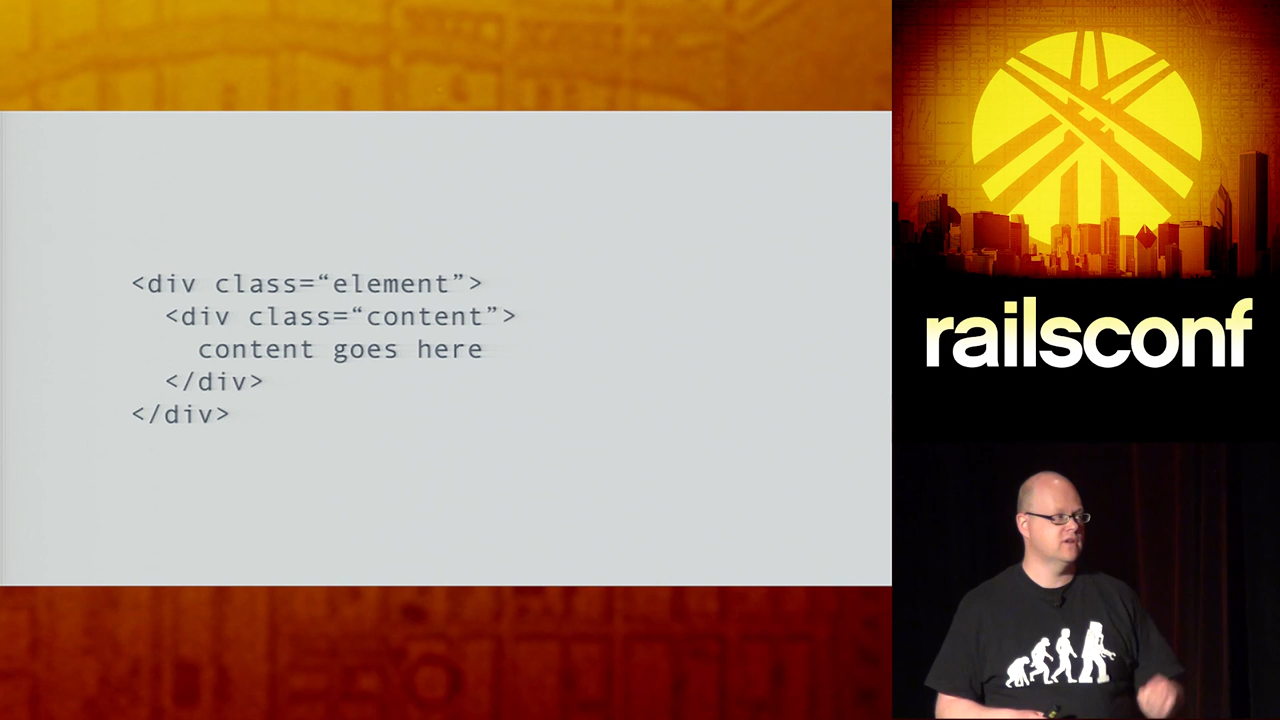 <div class=“element”>
  <div class=“content”>
    content goes here
  </div>
</div>
railsconf